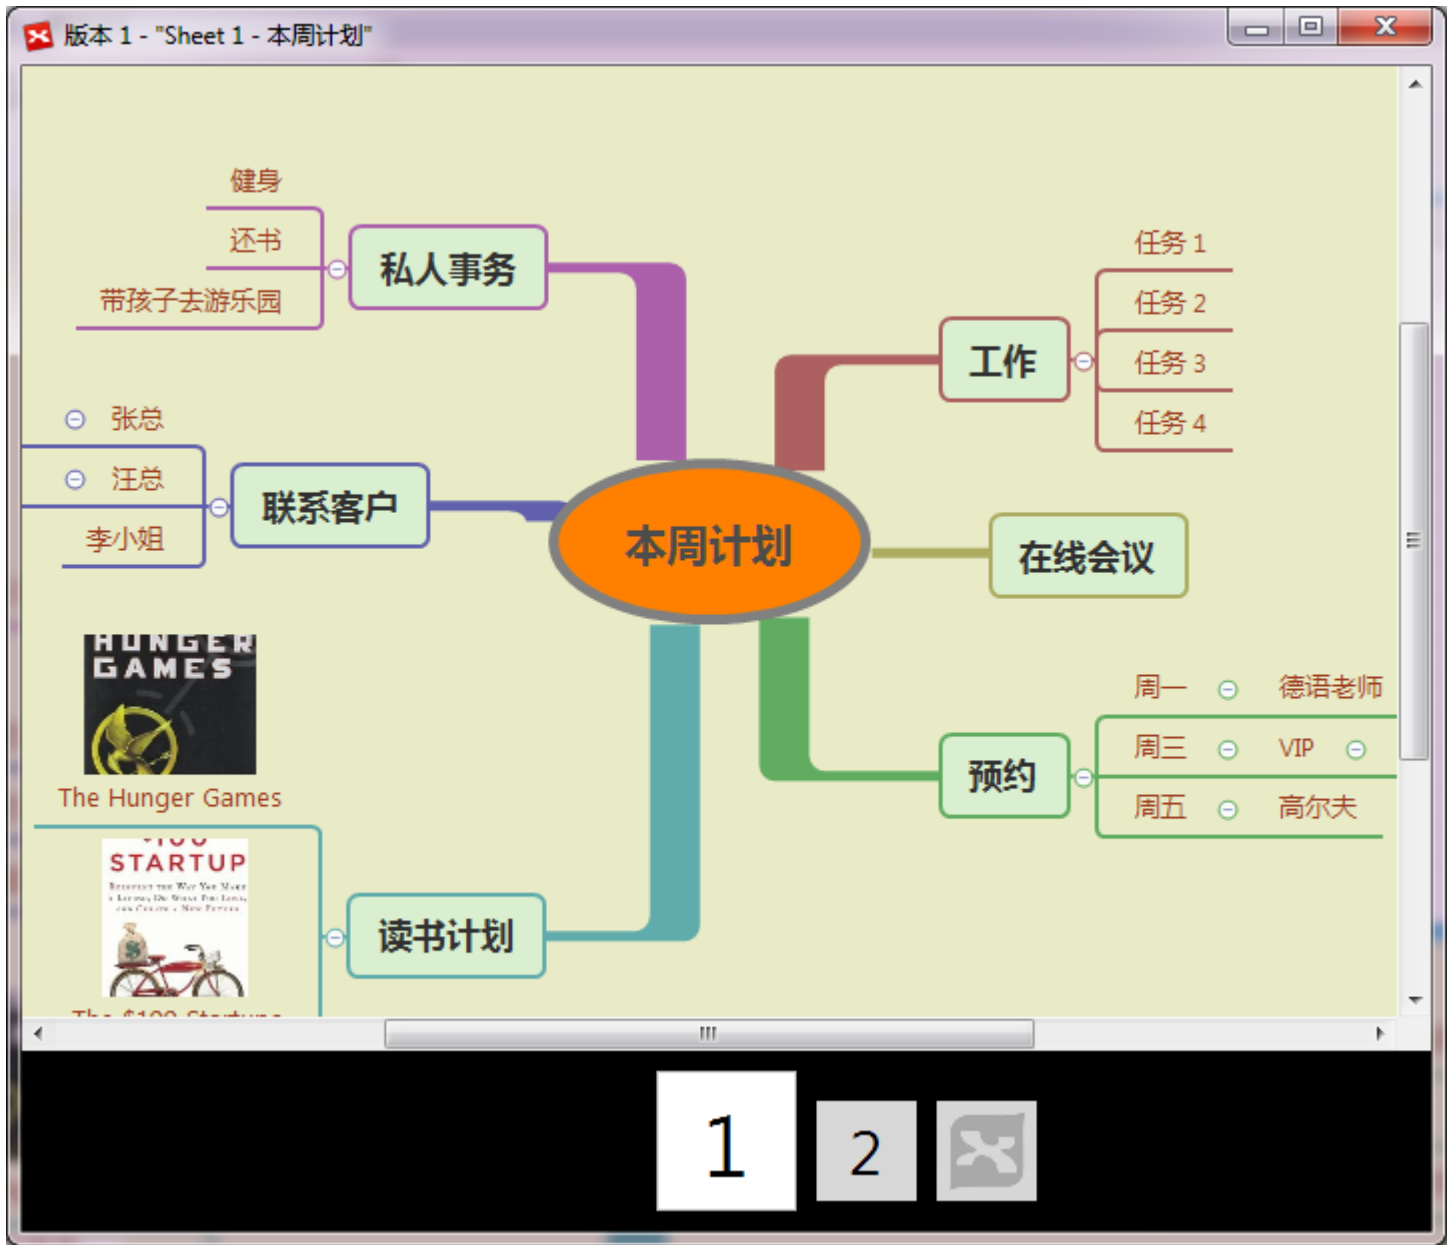 版本 1 - "Sheet 1 - 本周计划"
健身
还书
带孩子去游乐园
私人事务
张总
汪总
李小姐
联系客户
HUNGER
GAMES
The Hunger Games
STARTUP
读书计划
The $100 Startups
本周计划
工作
任务 1
任务 2
任务 3
任务 4
在线会议
预约
周一 德语老师
周三 VIP
周五 高尔夫
1
2